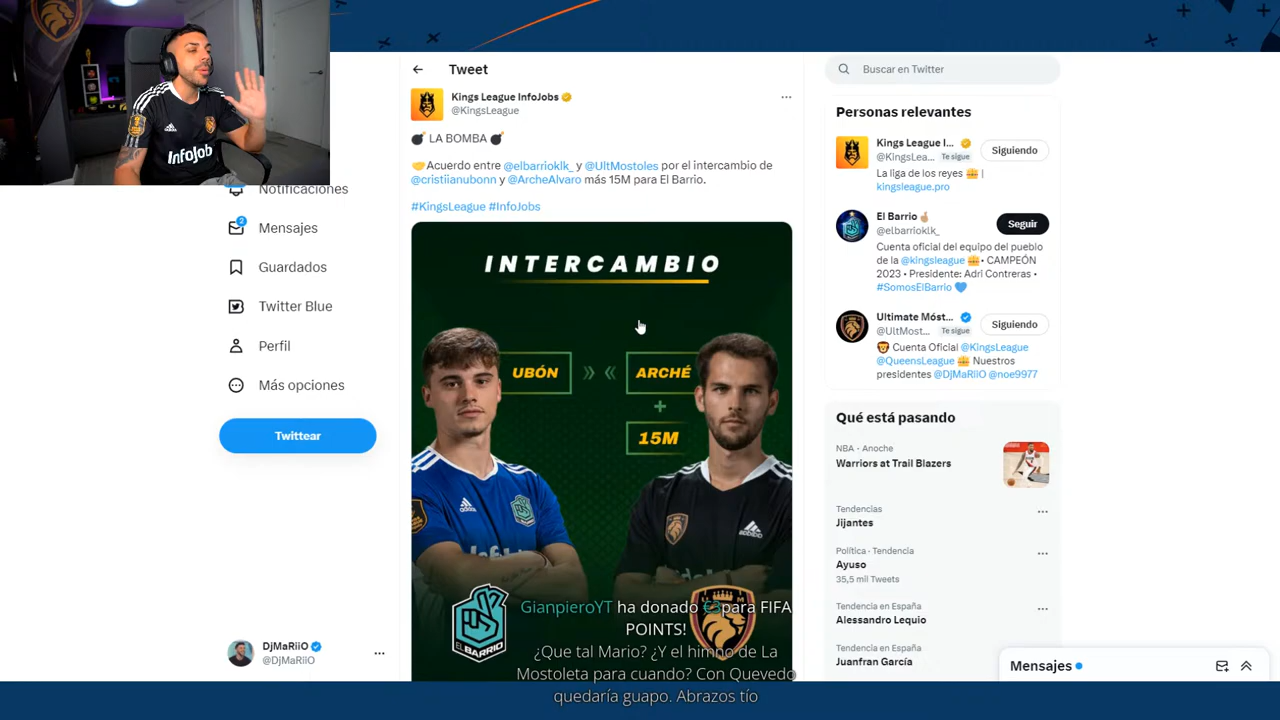 InfoJob
Notificaciones
2
Mensajes
Guardados
Twitter Blue
Perfil
Más opciones
Twittear
DjMaRiiO
@DjMaRiiO
Tweet
Kings League InfoJobs
@KingsLeague
💣 LA BOMBA 💣
🤝Acuerdo entre @elbarrioklk_ y @UltMostoles por el intercambio de
@cristiianubonn y @ArcheAlvaro más 15M para El Barrio.
#KingsLeague #InfoJobs
INTERCAMBIO
UBÓN
ARCHÉ
+
15M
adidas
InfoJo
EL BARRIO
UM
GianpieroYT ha donado €3para FIFA
POINTS!
¿Que tal Mario? ¿Y el himno de La
Mostoleta para cuando? Con Quevedo
quedaría guapo. Abrazos tío
Buscar en Twitter
Personas relevantes
Kings League I...
@KingsLea... Te sigue
Siguiendo
La liga de los reyes 👑 |
kingsleague.pro
El Barrio 🤞🏼
@elbarrioklk_
Seguir
Cuenta oficial del equipo del pueblo
de la @kingsleague 👑• CAMPEÓN
2023 • Presidente: Adri Contreras •
#SomosElBarrio 💙
Ultimate Móst...
@UltMost... Te sigue
Siguiendo
🦁 Cuenta Oficial @KingsLeague
@QueensLeague 👑 Nuestros
presidentes @DjMaRiiO @noe9977
Qué está pasando
NBA · Anoche
Warriors at Trail Blazers
Tendencias
Jijantes
Política · Tendencia
Ayuso
35,5 mil Tweets
Tendencia en España
Alessandro Lequio
Tendencia en España
Juanfran García
Mensajes